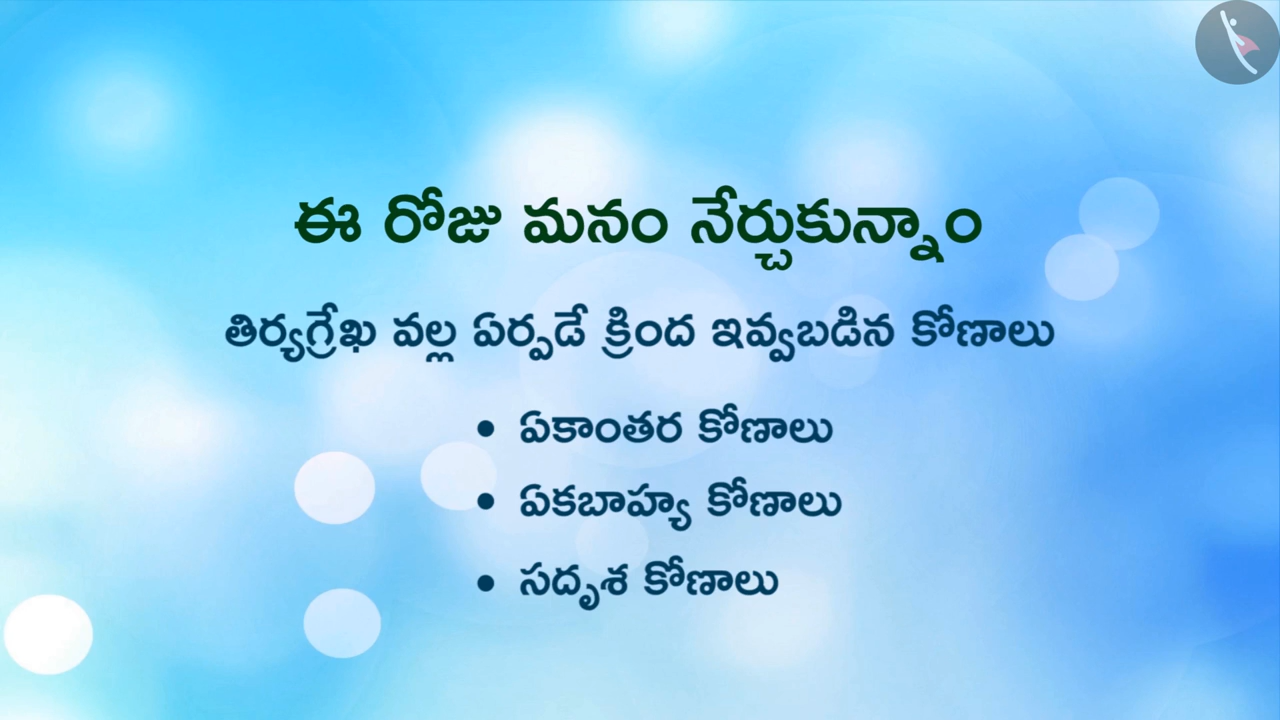 ఈ రోజు మనం నేర్చుకున్నాం
తిర్యగ్రేఖ వల్ల ఏర్పడే క్రింద ఇవ్వబడిన కోణాలు
• ఏకాంతర కోణాలు
• ఏకబాహ్య కోణాలు
• సదృశ కోణాలు